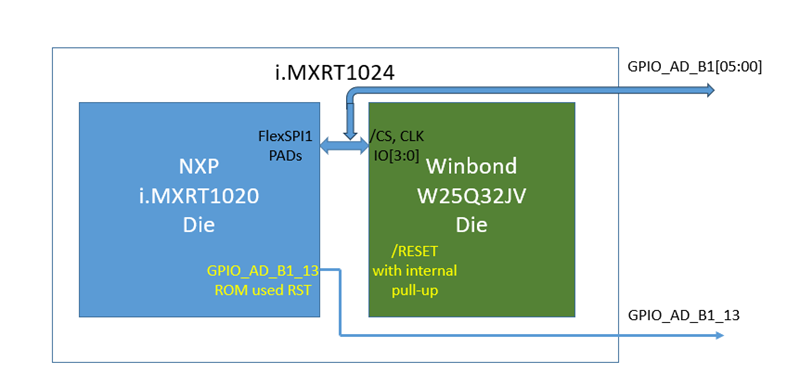 i.MXRT1024
GPIO_AD_B1[05:00]
FlexSPI1
PADs
/CS, CLK
IO[3:0]
NXP
i.MXRT1020
Die
Winbond
W25Q32JV
Die
GPIO_AD_B1_13
ROM used RST
/RESET
with internal
pull-up
GPIO_AD_B1_13